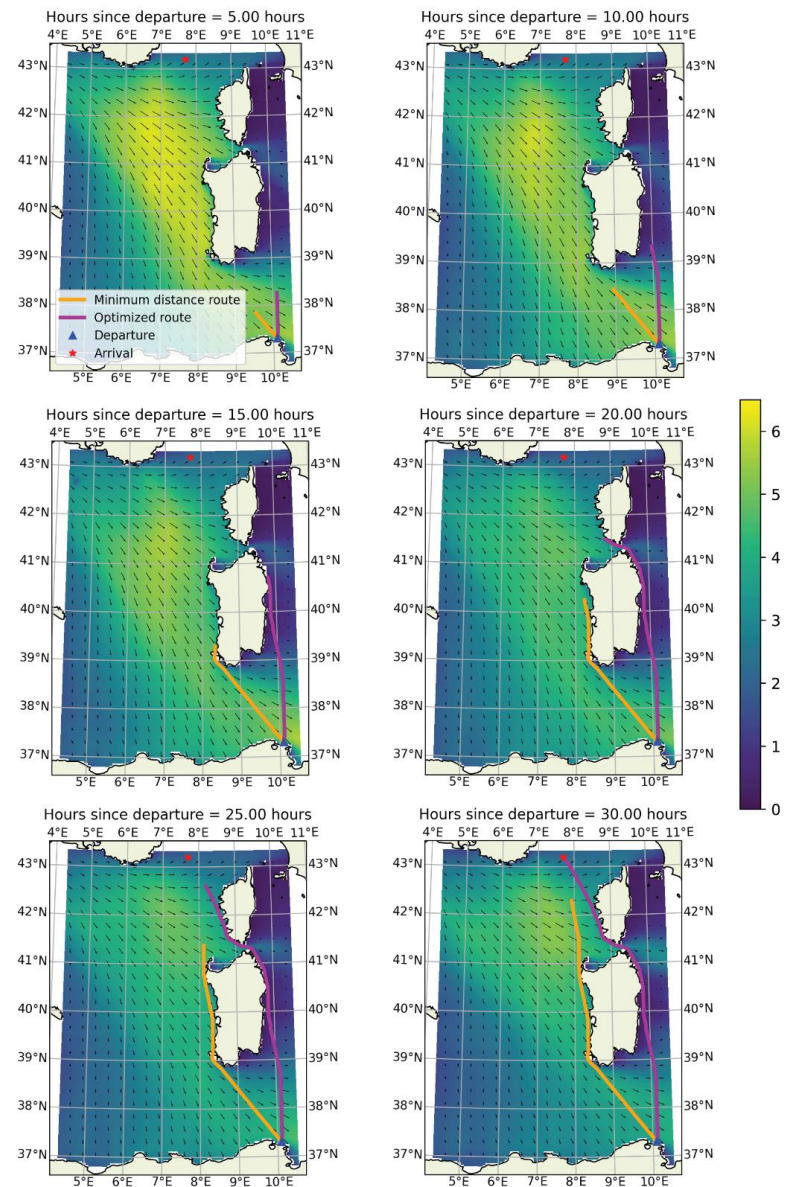 Hours since departure = 5.00 hours
4°E 5°E 6°E 7°E 8°E 9°E 10°E 11°E
43°N 43°N
42°N 42°N
41°N 41°N
40°N 40°N
39°N 39°N
38°N 38°N
37°N 37°N
Minimum distance route
Optimized route
Departure
Arrival
5°E 6°E 7°E 8°E 9°E 10°E
Hours since departure = 10.00 hours
4°E 5°E 6°E 7°E 8°E 9°E 10°E 11°E
43°N 43°N
42°N 42°N
41°N 41°N
40°N 40°N
39°N 39°N
38°N 38°N
37°N 37°N
5°E 6°E 7°E 8°E 9°E 10°E
Hours since departure = 15.00 hours
4°E 5°E 6°E 7°E 8°E 9°E 10°E 11°E
43°N 43°N
42°N 42°N
41°N 41°N
40°N 40°N
39°N 39°N
38°N 38°N
37°N 37°N
5°E 6°E 7°E 8°E 9°E 10°E
Hours since departure = 20.00 hours
4°E 5°E 6°E 7°E 8°E 9°E 10°E 11°E
43°N 43°N
42°N 42°N
41°N 41°N
40°N 40°N
39°N 39°N
38°N 38°N
37°N 37°N
5°E 6°E 7°E 8°E 9°E 10°E
6
5
4
3
2
1
0
Hours since departure = 25.00 hours
4°E 5°E 6°E 7°E 8°E 9°E 10°E 11°E
43°N 43°N
42°N 42°N
41°N 41°N
40°N 40°N
39°N 39°N
38°N 38°N
37°N 37°N
5°E 6°E 7°E 8°E 9°E 10°E
Hours since departure = 30.00 hours
4°E 5°E 6°E 7°E 8°E 9°E 10°E 11°E
43°N 43°N
42°N 42°N
41°N 41°N
40°N 40°N
39°N 39°N
38°N 38°N
37°N 37°N
5°E 6°E 7°E 8°E 9°E 10°E